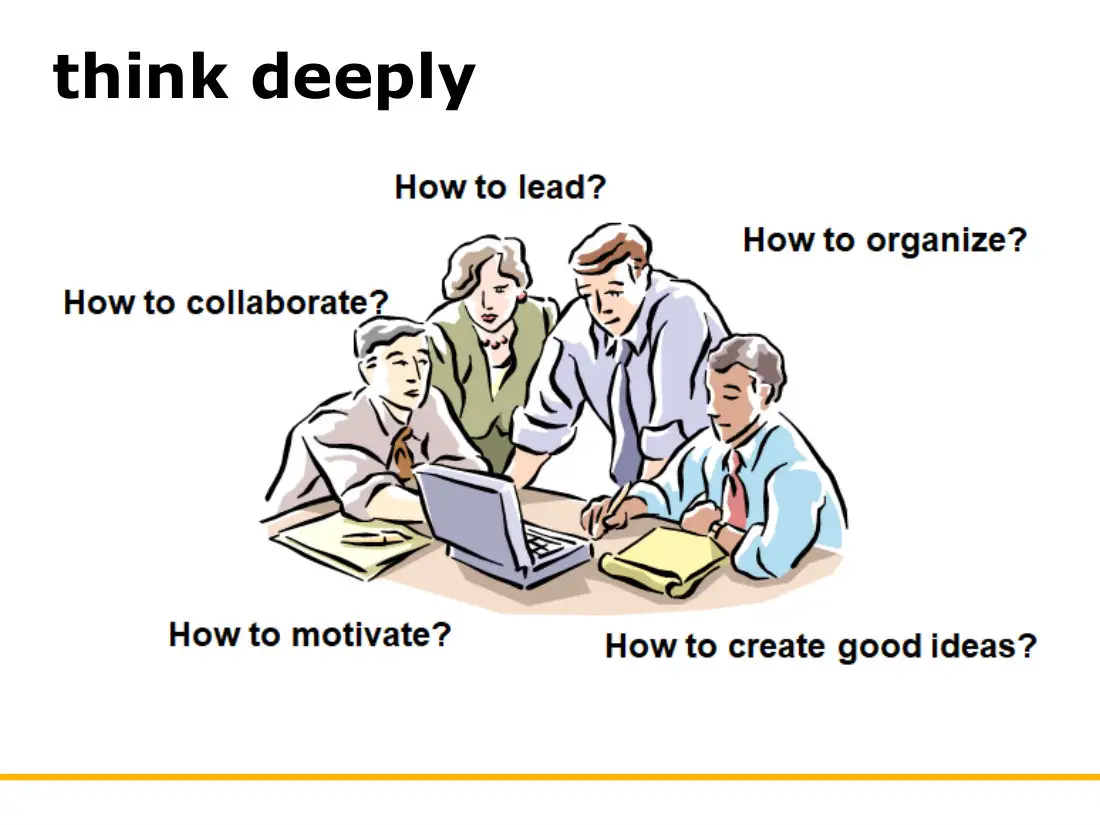 think deeply
How to lead?
How to organize?
How to collaborate?
How to motivate?
How to create good ideas?